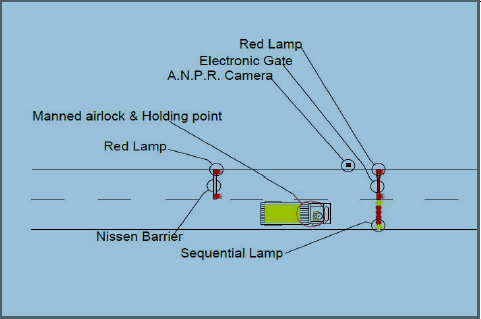 Red Lamp
Electronic Gate
A.N.P.R. Camera
Manned airlock & Holding point
Red Lamp
Nissen Barrier
Sequential Lamp